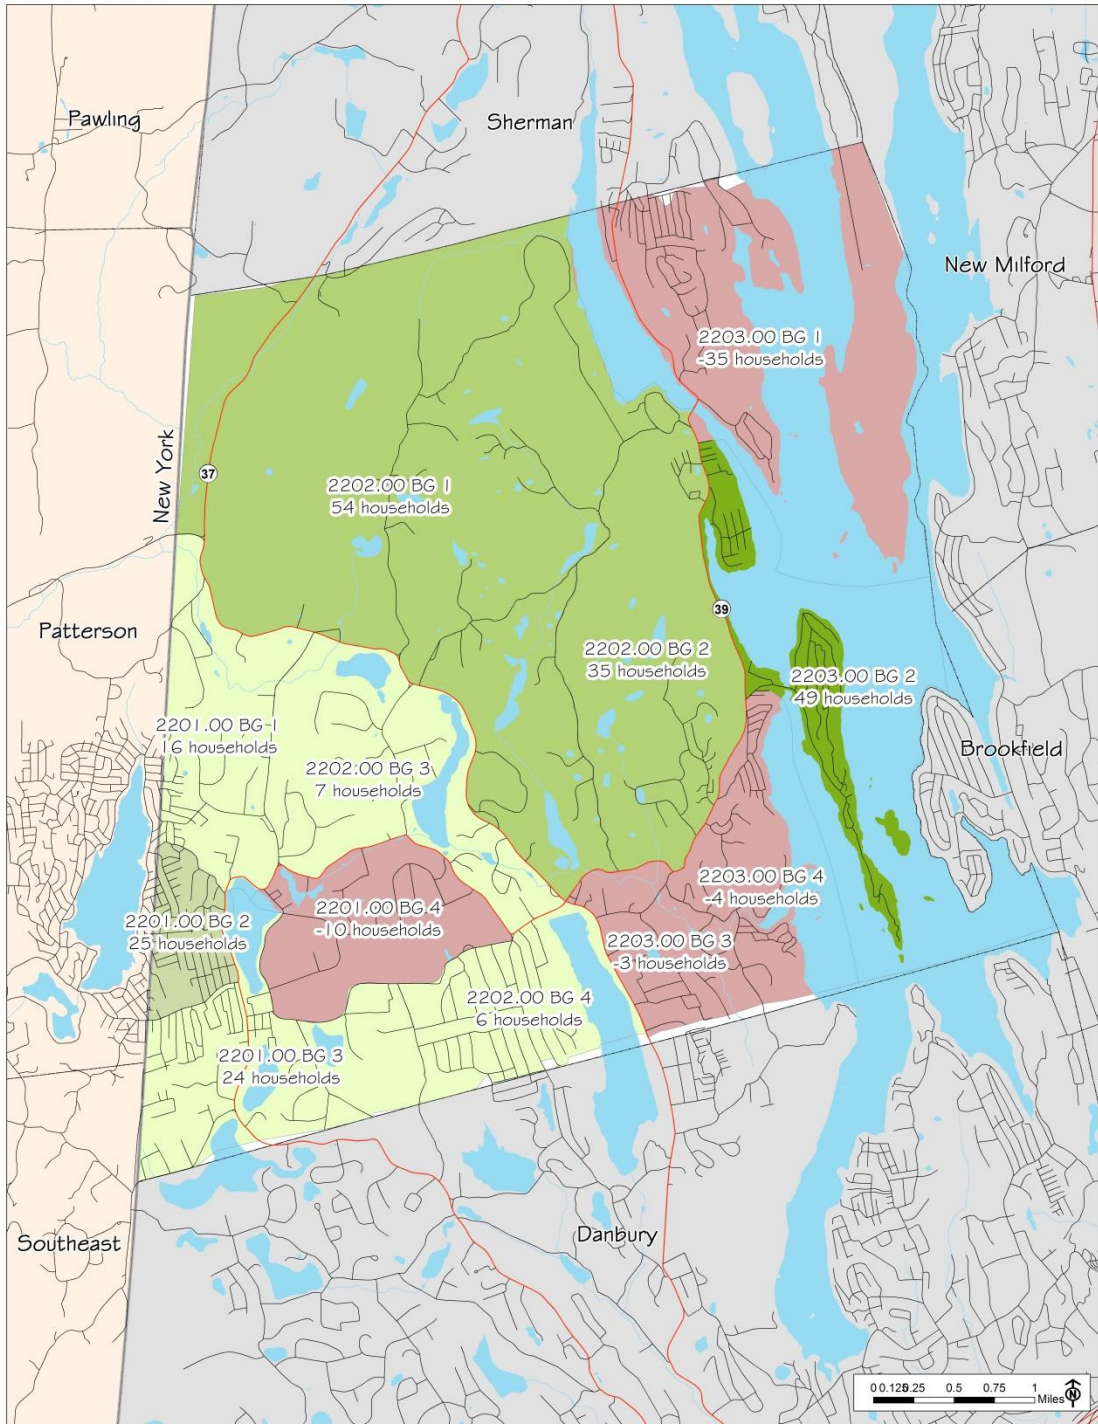 Pawling
Sherman
New Milford
2203.00 BG 1
-35 households
New York
37
2202.00 BG 1
54 households
39
Patterson
2202.00 BG 2
35 households
2203.00 BG 2
49 households
2201.00 BG 1
16 households
Brookfield
2202.00 BG 3
7 households
2203.00 BG 4
-4 households
2201.00 BG 2
25 households
2201.00 BG 4
-10 households
2203.00 BG 3
-3 households
2202.00 BG 4
6 households
2201.00 BG 3
24 households
Southeast
Danbury
0 0.125 0.25 0.5 0.75 1
Miles
N